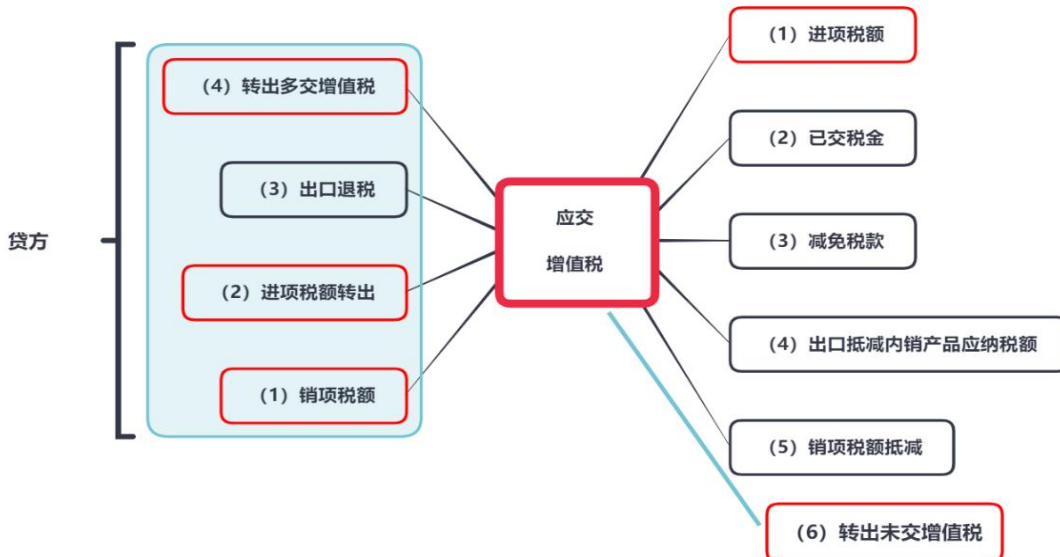 贷方
（4）转出多交增值税
（3）出口退税
（2）进项税额转出
（1）销项税额
应交
增值税
（1）进项税额
（2）已交税金
（3）减免税款
（4）出口抵减内销产品应纳税额
（5）销项税额抵减
（6）转出未交增值税